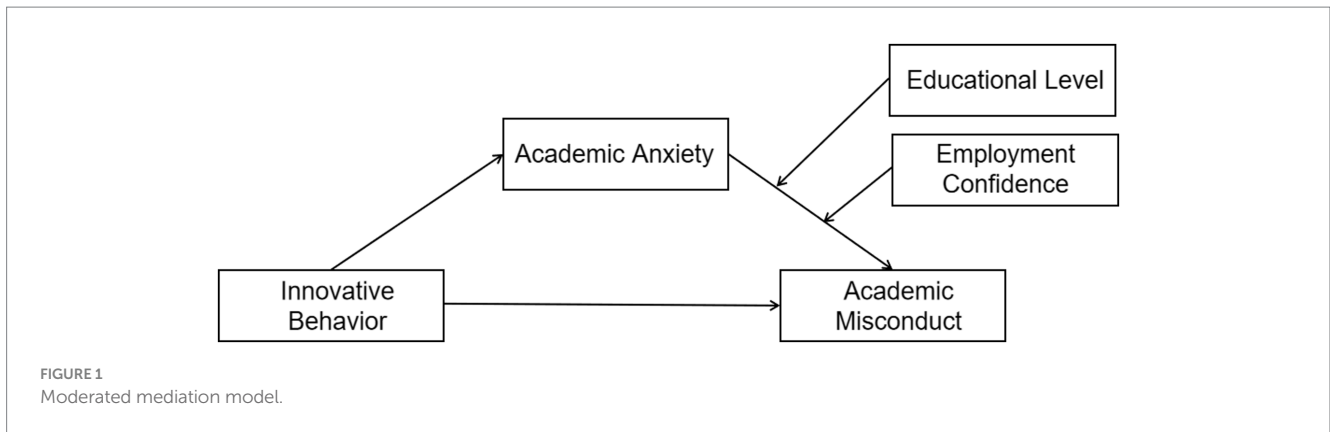 Educational Level
Academic Anxiety
Employment
Confidence
Innovative
Behavior
Academic
Misconduct
FIGURE 1
Moderated mediation model.